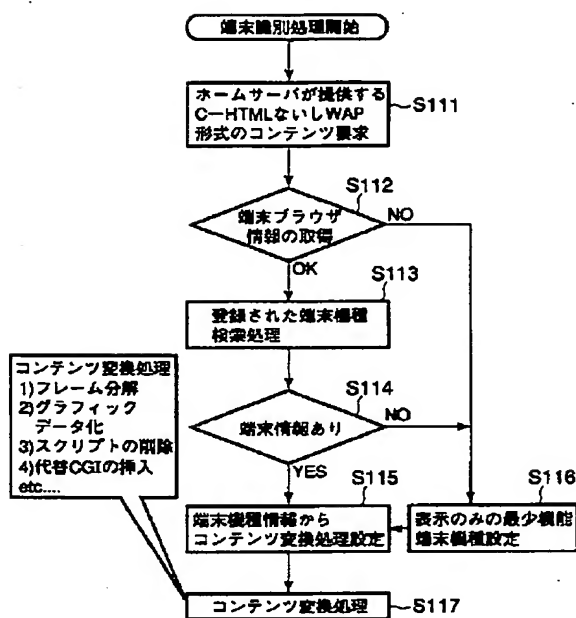 端末識別処理開始
ホームサーバが提供する
C－HTMLないしWAP
形式のコンテンツ要求
S111
S112
端末ブラウザ
情報の取得
NO
OK
S113
登録された端末機種
検索処理
コンテンツ変換処理
1)フレーム分解
2)グラフィック
データ化
3)スクリプトの削除
4)代替CGIの挿入
etc....
S114
端末情報あり
NO
YES
S115
端末機種情報から
コンテンツ変換処理設定
S116
表示のみの最少機能
端末機種設定
コンテンツ変換処理
S117